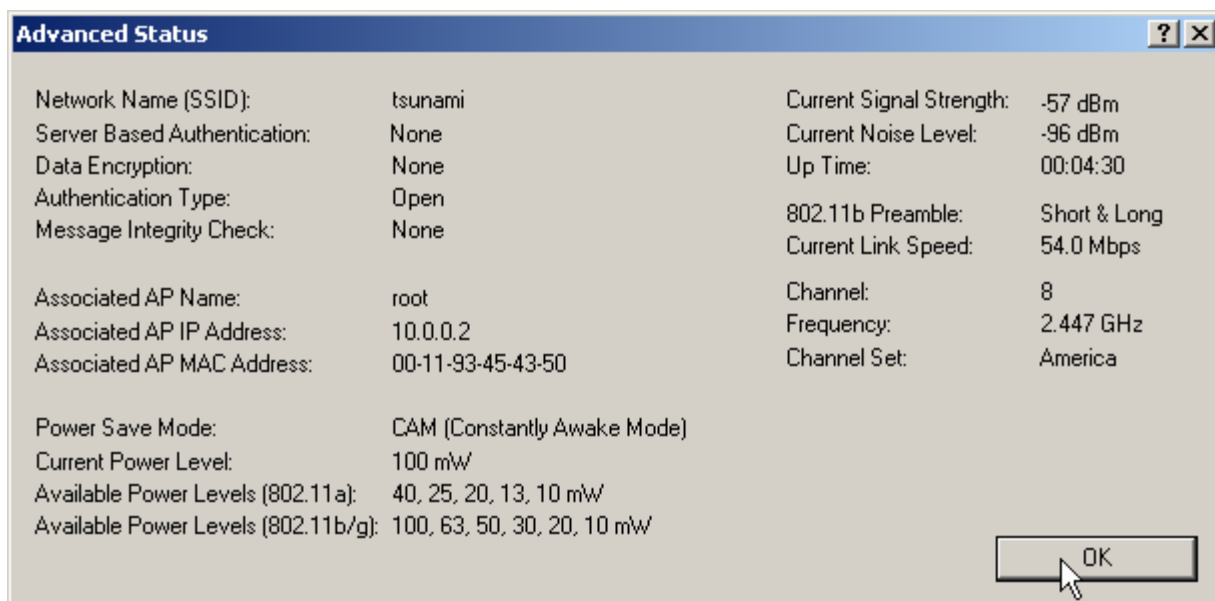 Advanced Status
Network Name (SSID): tsunami
Server Based Authentication: None
Data Encryption: None
Authentication Type: Open
Message Integrity Check: None
Associated AP Name: root
Associated AP IP Address: 10.0.0.2
Associated AP MAC Address: 00-11-93-45-43-50
Power Save Mode: CAM (Constantly Awake Mode)
Current Power Level: 100 mW
Available Power Levels (802.11a): 40, 25, 20, 13, 10 mW
Available Power Levels (802.11b/g): 100, 63, 50, 30, 20, 10 mW
Current Signal Strength: -57 dBm
Current Noise Level: -96 dBm
Up Time: 00:04:30
802.11b Preamble: Short & Long
Current Link Speed: 54.0 Mbps
Channel: 8
Frequency: 2.447 GHz
Channel Set: America
OK